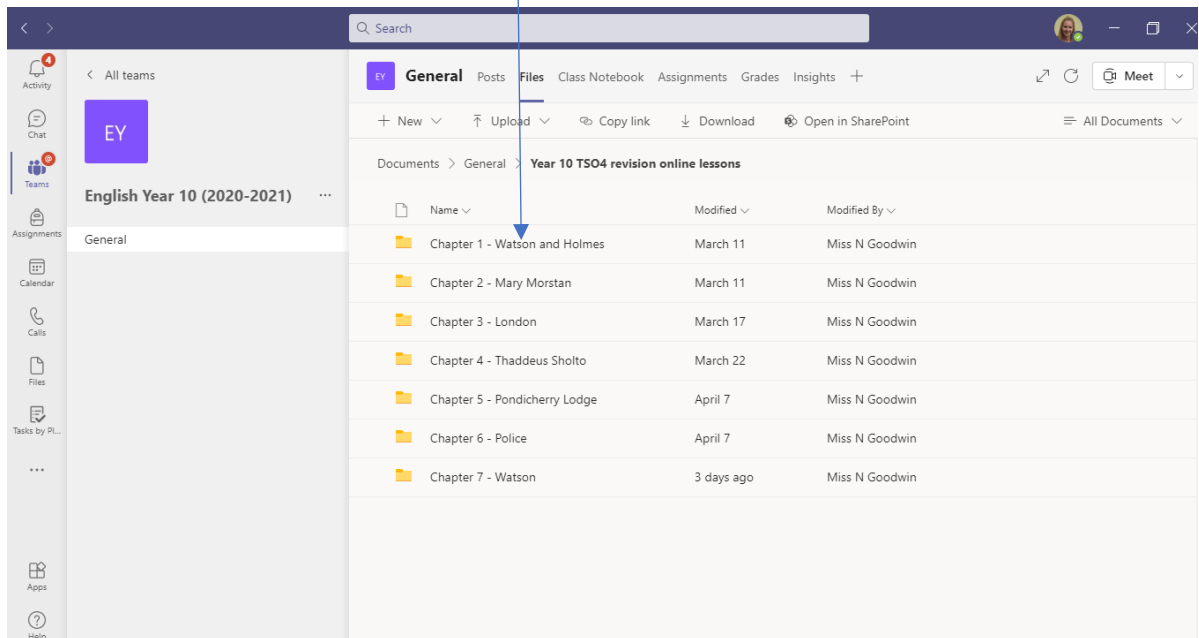 Search
4
Activity
Chat
@
Teams
Assignments
Calendar
Calls
Files
Tasks by Pl...
Apps
Help
All teams
EY
English Year 10 (2020-2021) ...
General
EY General Posts Files Class Notebook Assignments Grades Insights Meet
New Upload Copy link Download Open in SharePoint All Documents
Documents > General > Year 10 TSO4 revision online lessons
Name Modified Modified By
Chapter 1 - Watson and Holmes March 11 Miss N Goodwin
Chapter 2 - Mary Morstan March 11 Miss N Goodwin
Chapter 3 - London March 17 Miss N Goodwin
Chapter 4 - Thaddeus Sholto March 22 Miss N Goodwin
Chapter 5 - Pondicherry Lodge April 7 Miss N Goodwin
Chapter 6 - Police April 7 Miss N Goodwin
Chapter 7 - Watson 3 days ago Miss N Goodwin